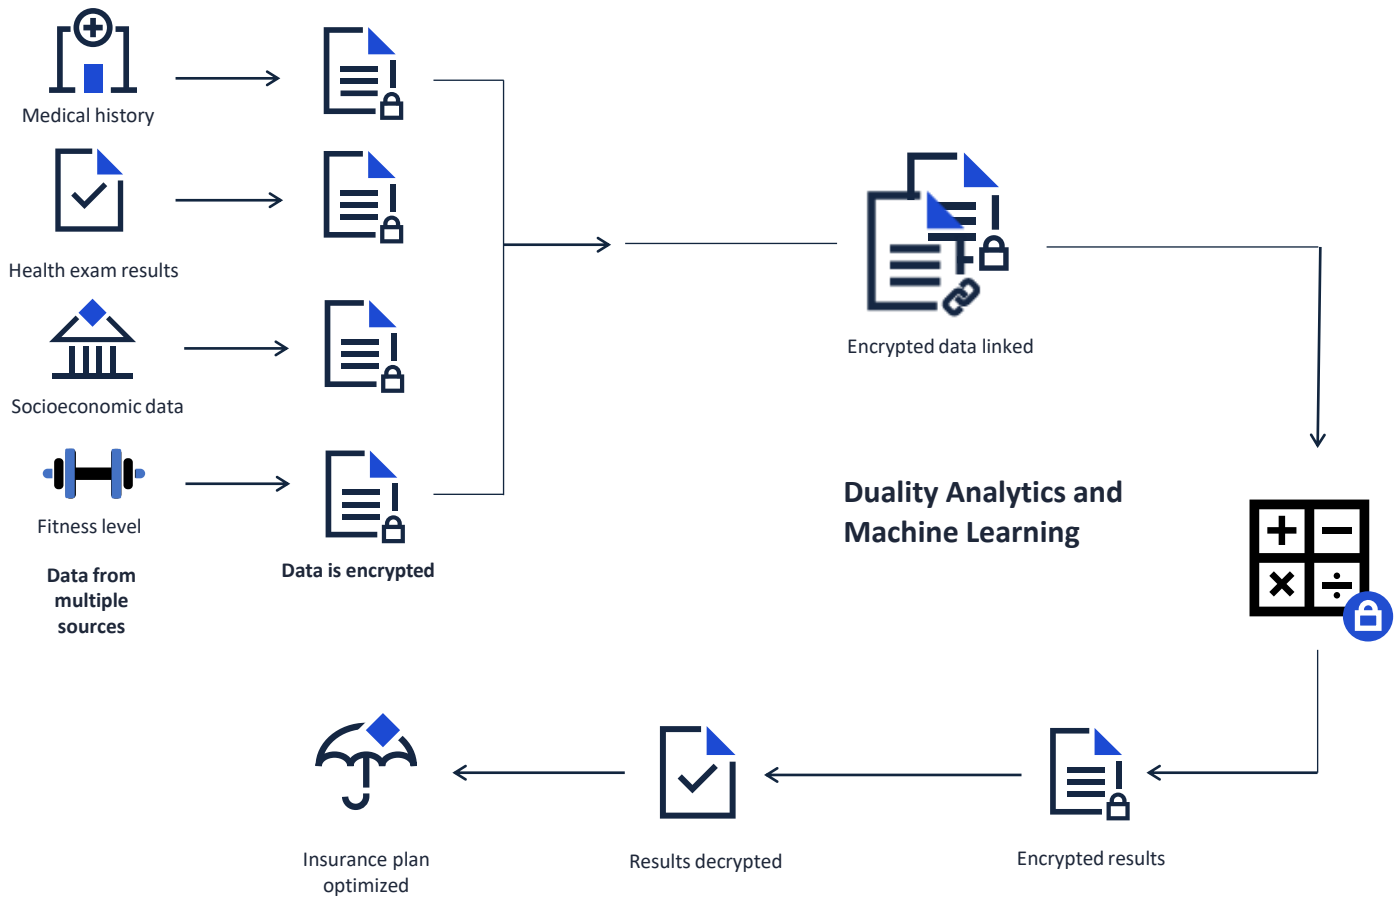 Medical history
Health exam results
Socioeconomic data
Fitness level
Data from
multiple
sources
Data is encrypted
Encrypted data linked
Duality Analytics and
Machine Learning
Encrypted results
Results decrypted
Insurance plan
optimized